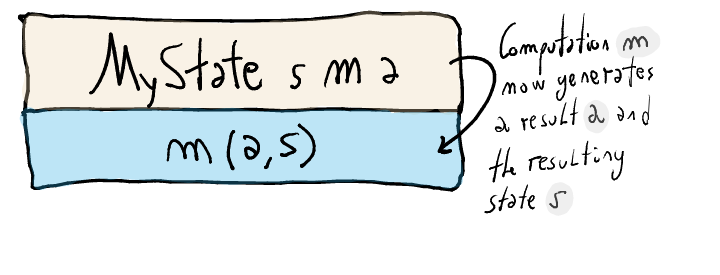 MyState s m a
m (a, s)
Computation m
now generates
a result a and
the resulting
state s